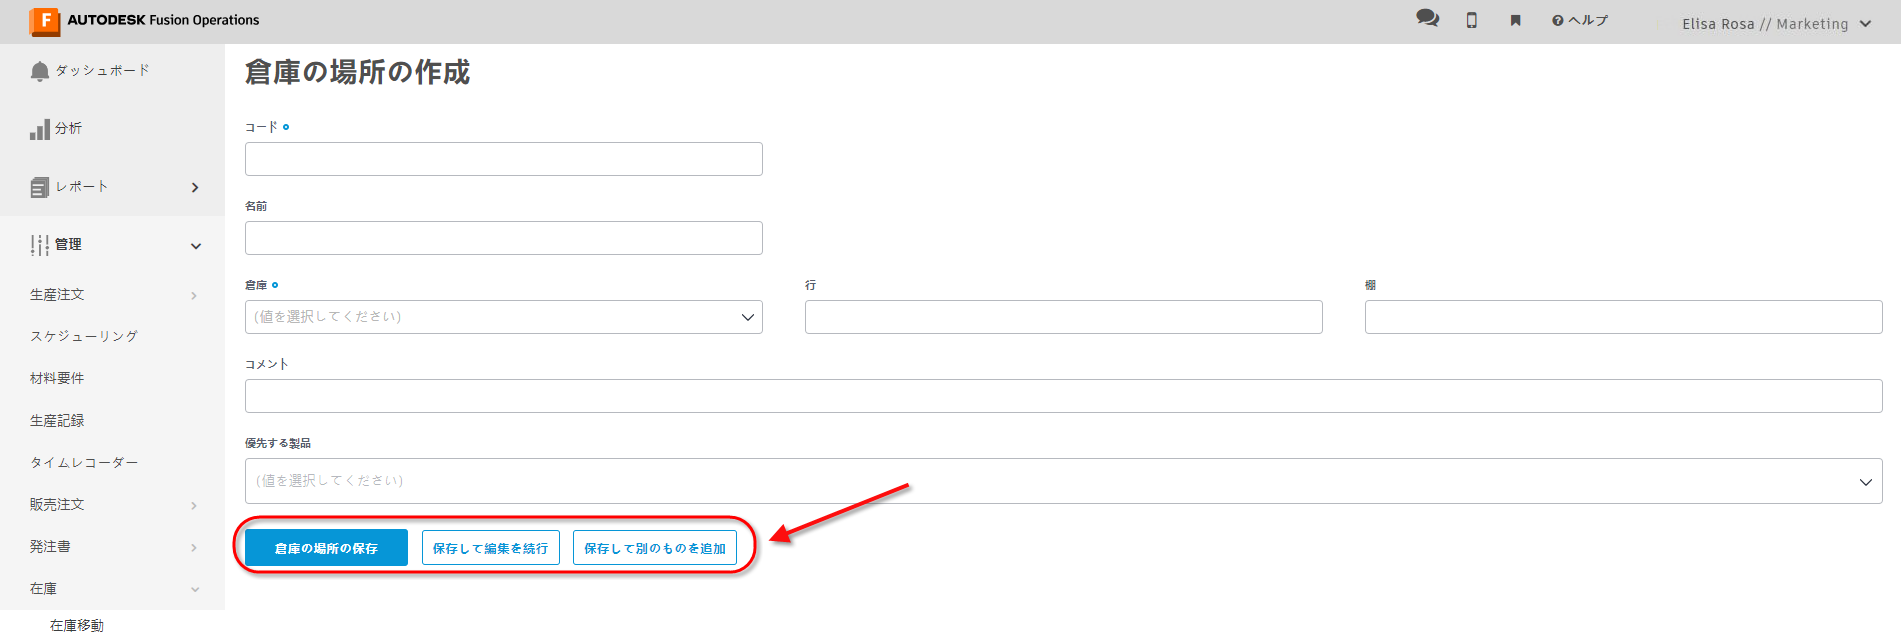 F AUTODESK Fusion Operations
ヘルプ
Elisa Rosa // Marketing
ダッシュボード
分析
レポート
管理
生産注文
スケジューリング
材料要件
生産記録
タイムレコーダー
販売注文
発注書
在庫
在庫移動
倉庫の場所の作成
コード
名前
倉庫
行
棚
(値を選択してください)
コメント
優先する製品
(値を選択してください)
倉庫の場所の保存
保存して編集を続行
保存して別のものを追加